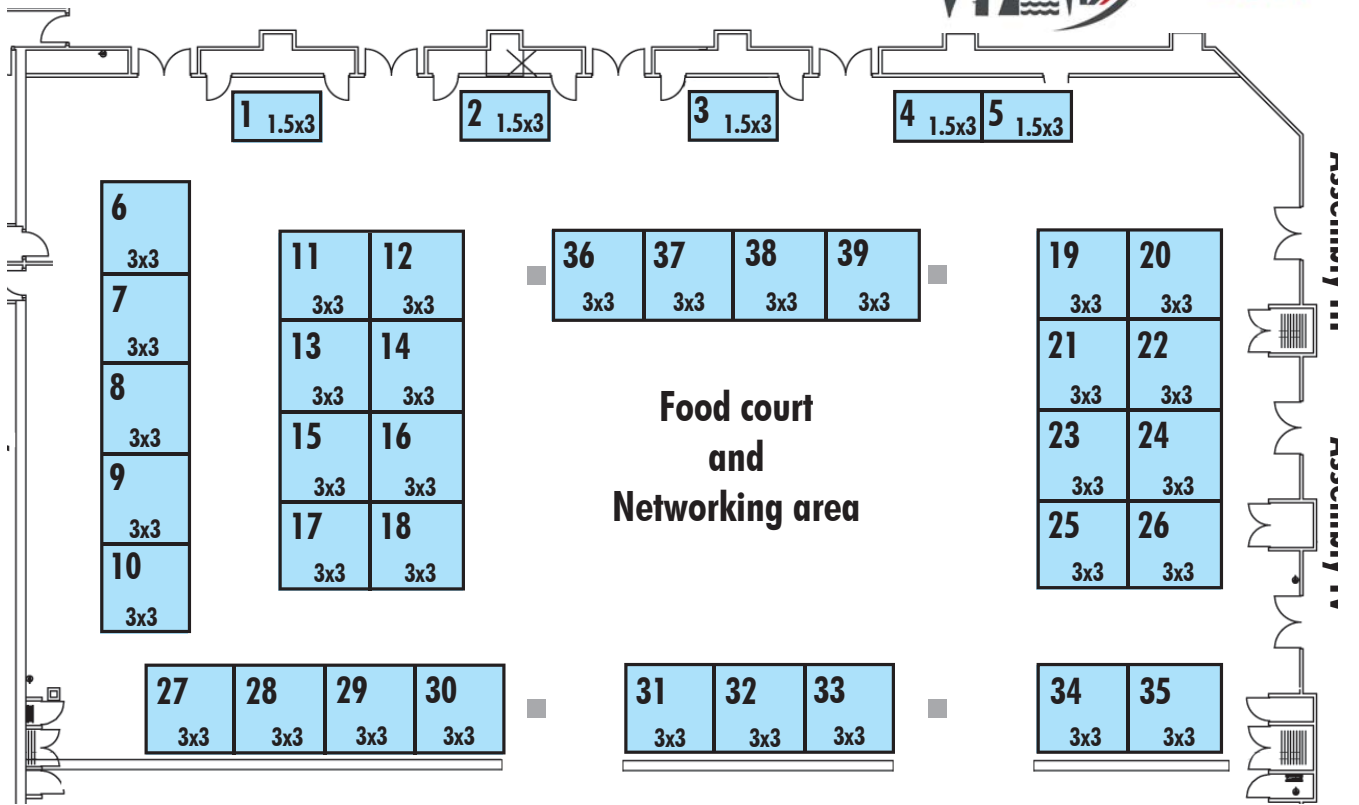 1 1.5x3
2 1.5x3
3 1.5x3
4 1.5x3
5 1.5x3
6
3x3
7
3x3
8
3x3
9
3x3
10
3x3
11
3x3
12
3x3
13
3x3
14
3x3
15
3x3
16
3x3
17
3x3
18
3x3
36
3x3
37
3x3
38
3x3
39
3x3
Food court
and
Networking area
19
3x3
20
3x3
21
3x3
22
3x3
23
3x3
24
3x3
25
3x3
26
3x3
27
3x3
28
3x3
29
3x3
30
3x3
31
3x3
32
3x3
33
3x3
34
3x3
35
3x3